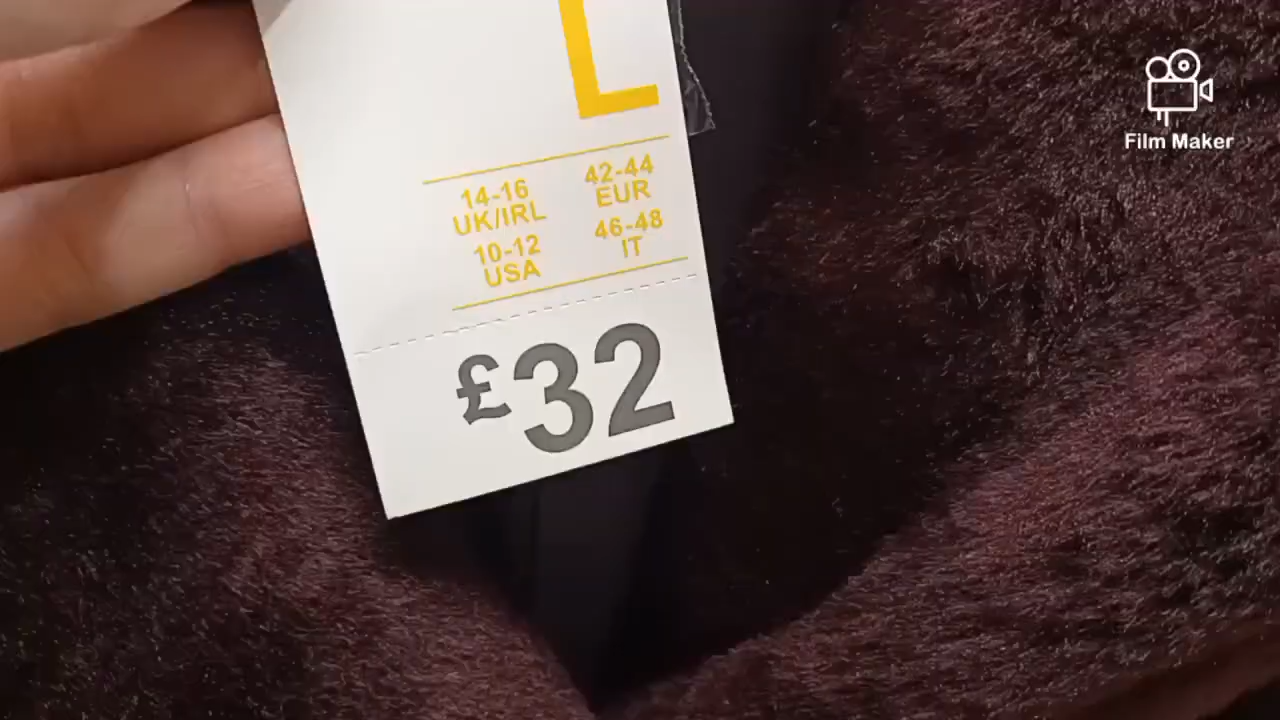 L
14-16
UK/IRL
42-44
EUR
10-12
USA
46-48
IT
£32
Film Maker